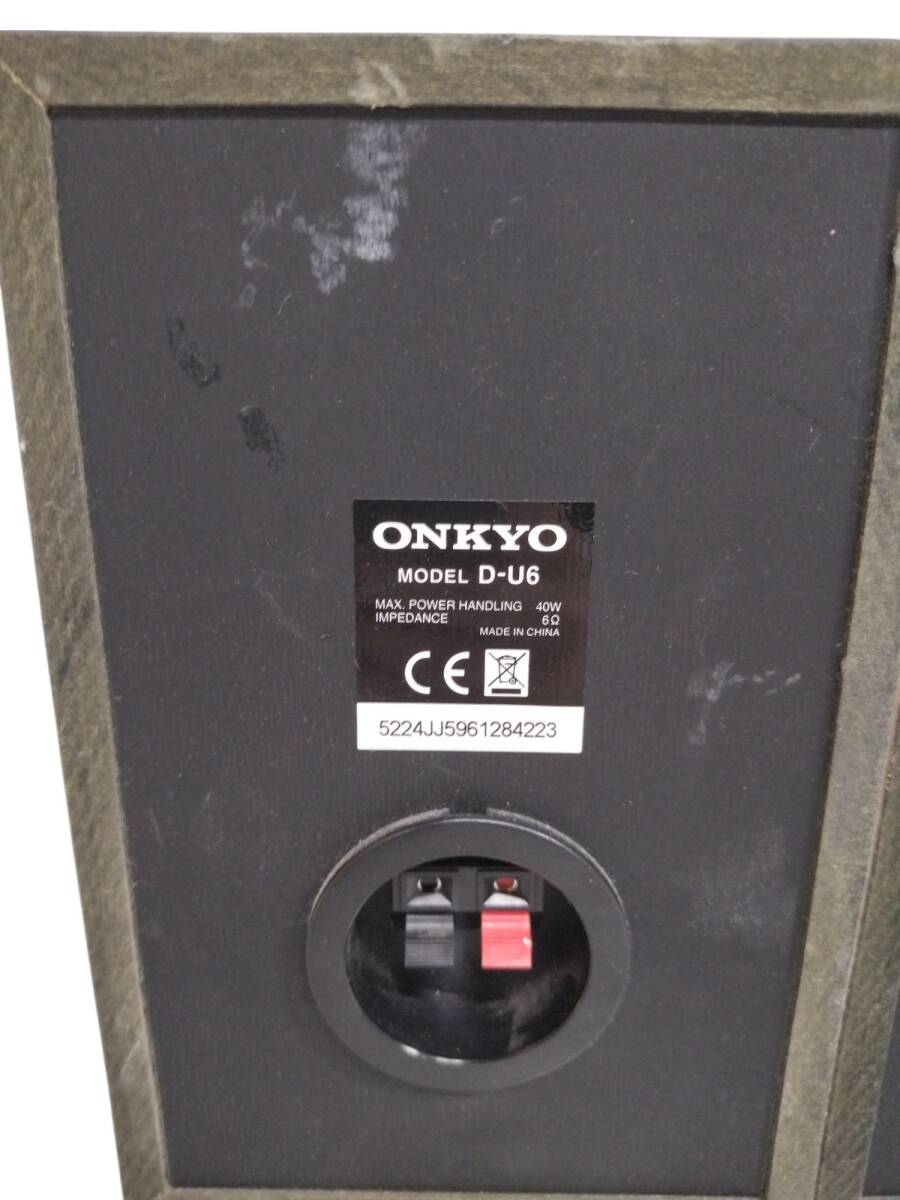 ONKYO
MODEL D-U6
MAX. POWER HANDLING 40W
IMPEDANCE 6Ω
MADE IN CHINA
CE
5224JJ5961284223